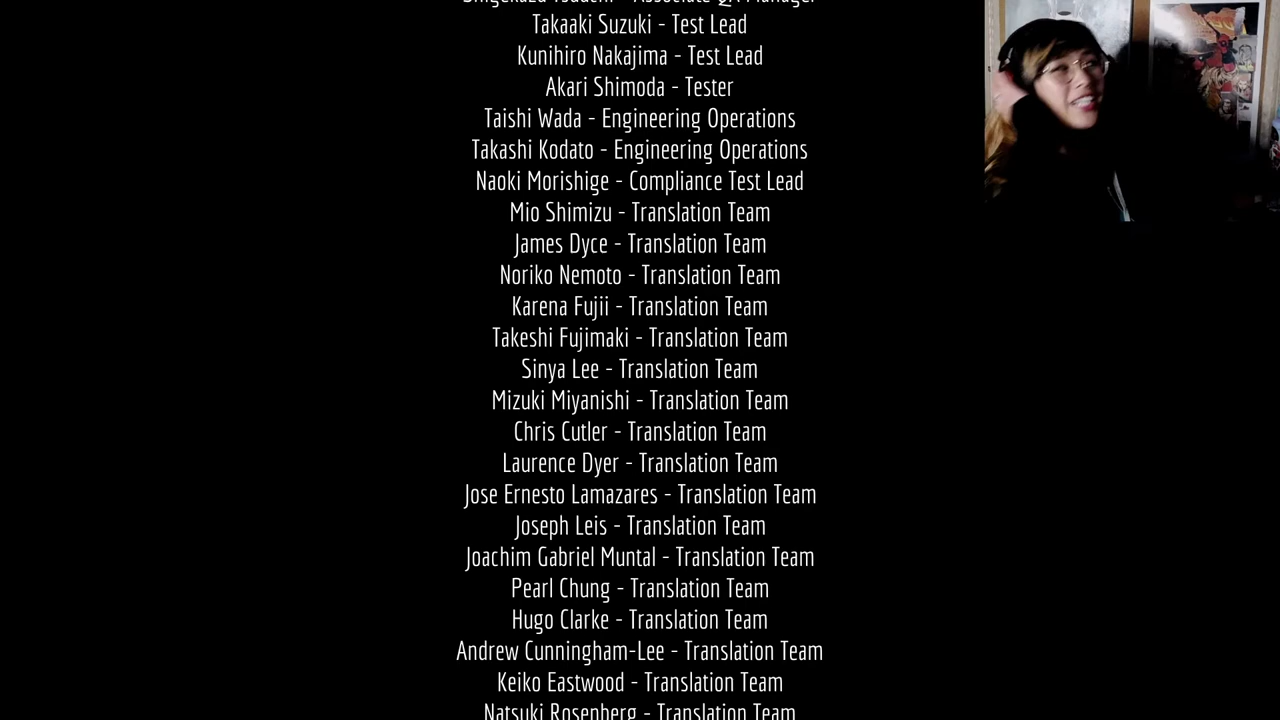 Takaaki Suzuki - Test Lead
Kunihiro Nakajima - Test Lead
Akari Shimoda - Tester
Taishi Wada - Engineering Operations
Takashi Kodato - Engineering Operations
Naoki Morishige - Compliance Test Lead
Mio Shimizu - Translation Team
James Dyce - Translation Team
Noriko Nemoto - Translation Team
Karena Fujii - Translation Team
Takeshi Fujimaki - Translation Team
Sinya Lee - Translation Team
Mizuki Miyanishi - Translation Team
Chris Cutler - Translation Team
Laurence Dyer - Translation Team
Jose Ernesto Lamazares - Translation Team
Joseph Leis - Translation Team
Joachim Gabriel Muntal - Translation Team
Pearl Chung - Translation Team
Hugo Clarke - Translation Team
Andrew Cunningham-Lee - Translation Team
Keiko Eastwood - Translation Team
Natsuki Rosenberg - Translation Team